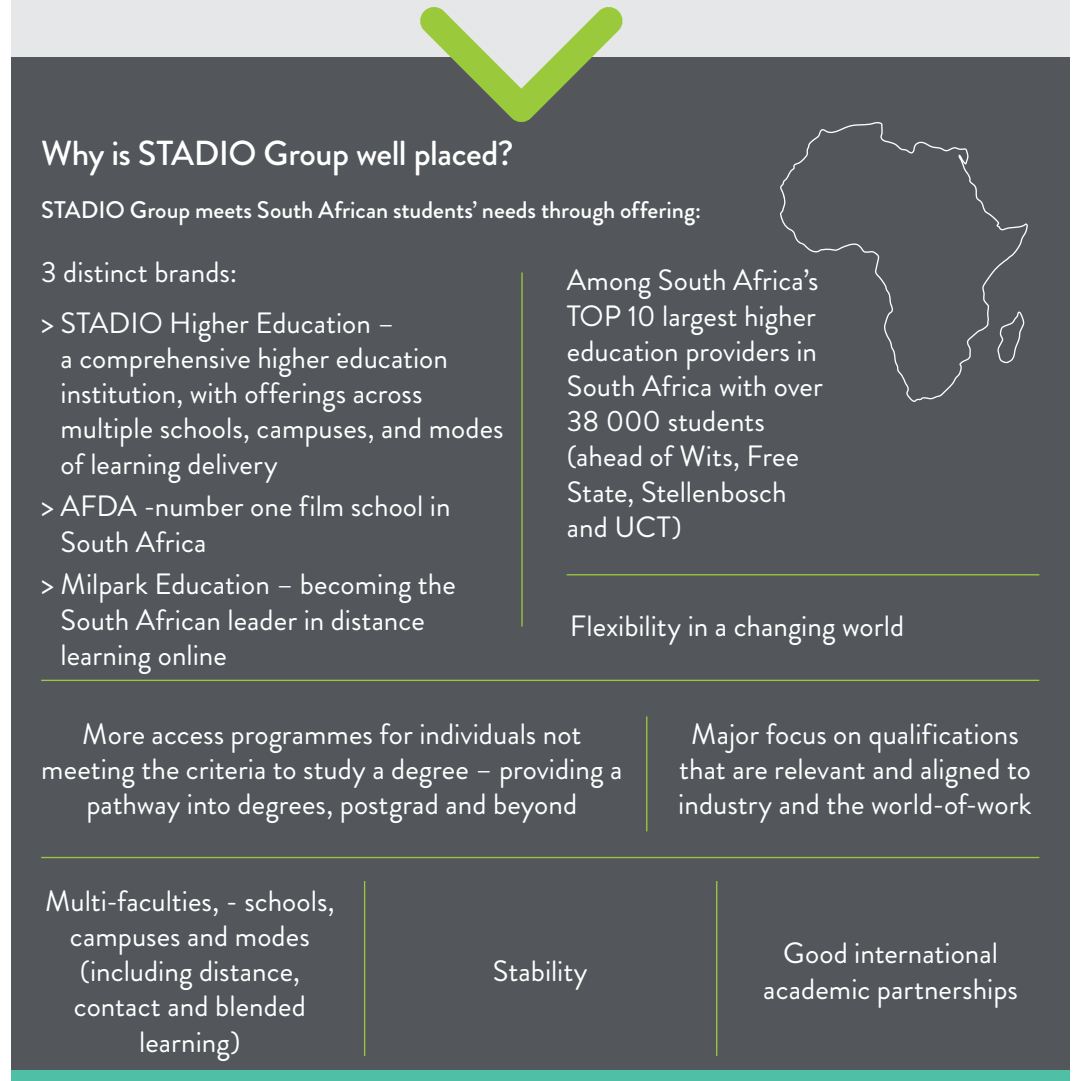 Why is STADIO Group well placed?
STADIO Group meets South African students’ needs through offering:
3 distinct brands:
> STADIO Higher Education –
a comprehensive higher education
institution, with offerings across
multiple schools, campuses, and modes
of learning delivery
> AFDA -number one film school in
South Africa
> Milpark Education – becoming the
South African leader in distance
learning online
Among South Africa’s
TOP 10 largest higher
education providers in
South Africa with over
38 000 students
(ahead of Wits, Free
State, Stellenbosch
and UCT)
Flexibility in a changing world
More access programmes for individuals not
meeting the criteria to study a degree – providing a
pathway into degrees, postgrad and beyond
Major focus on qualifications
that are relevant and aligned to
industry and the world-of-work
Multi-faculties, - schools,
campuses and modes
(including distance,
contact and blended
learning)
Stability
Good international
academic partnerships